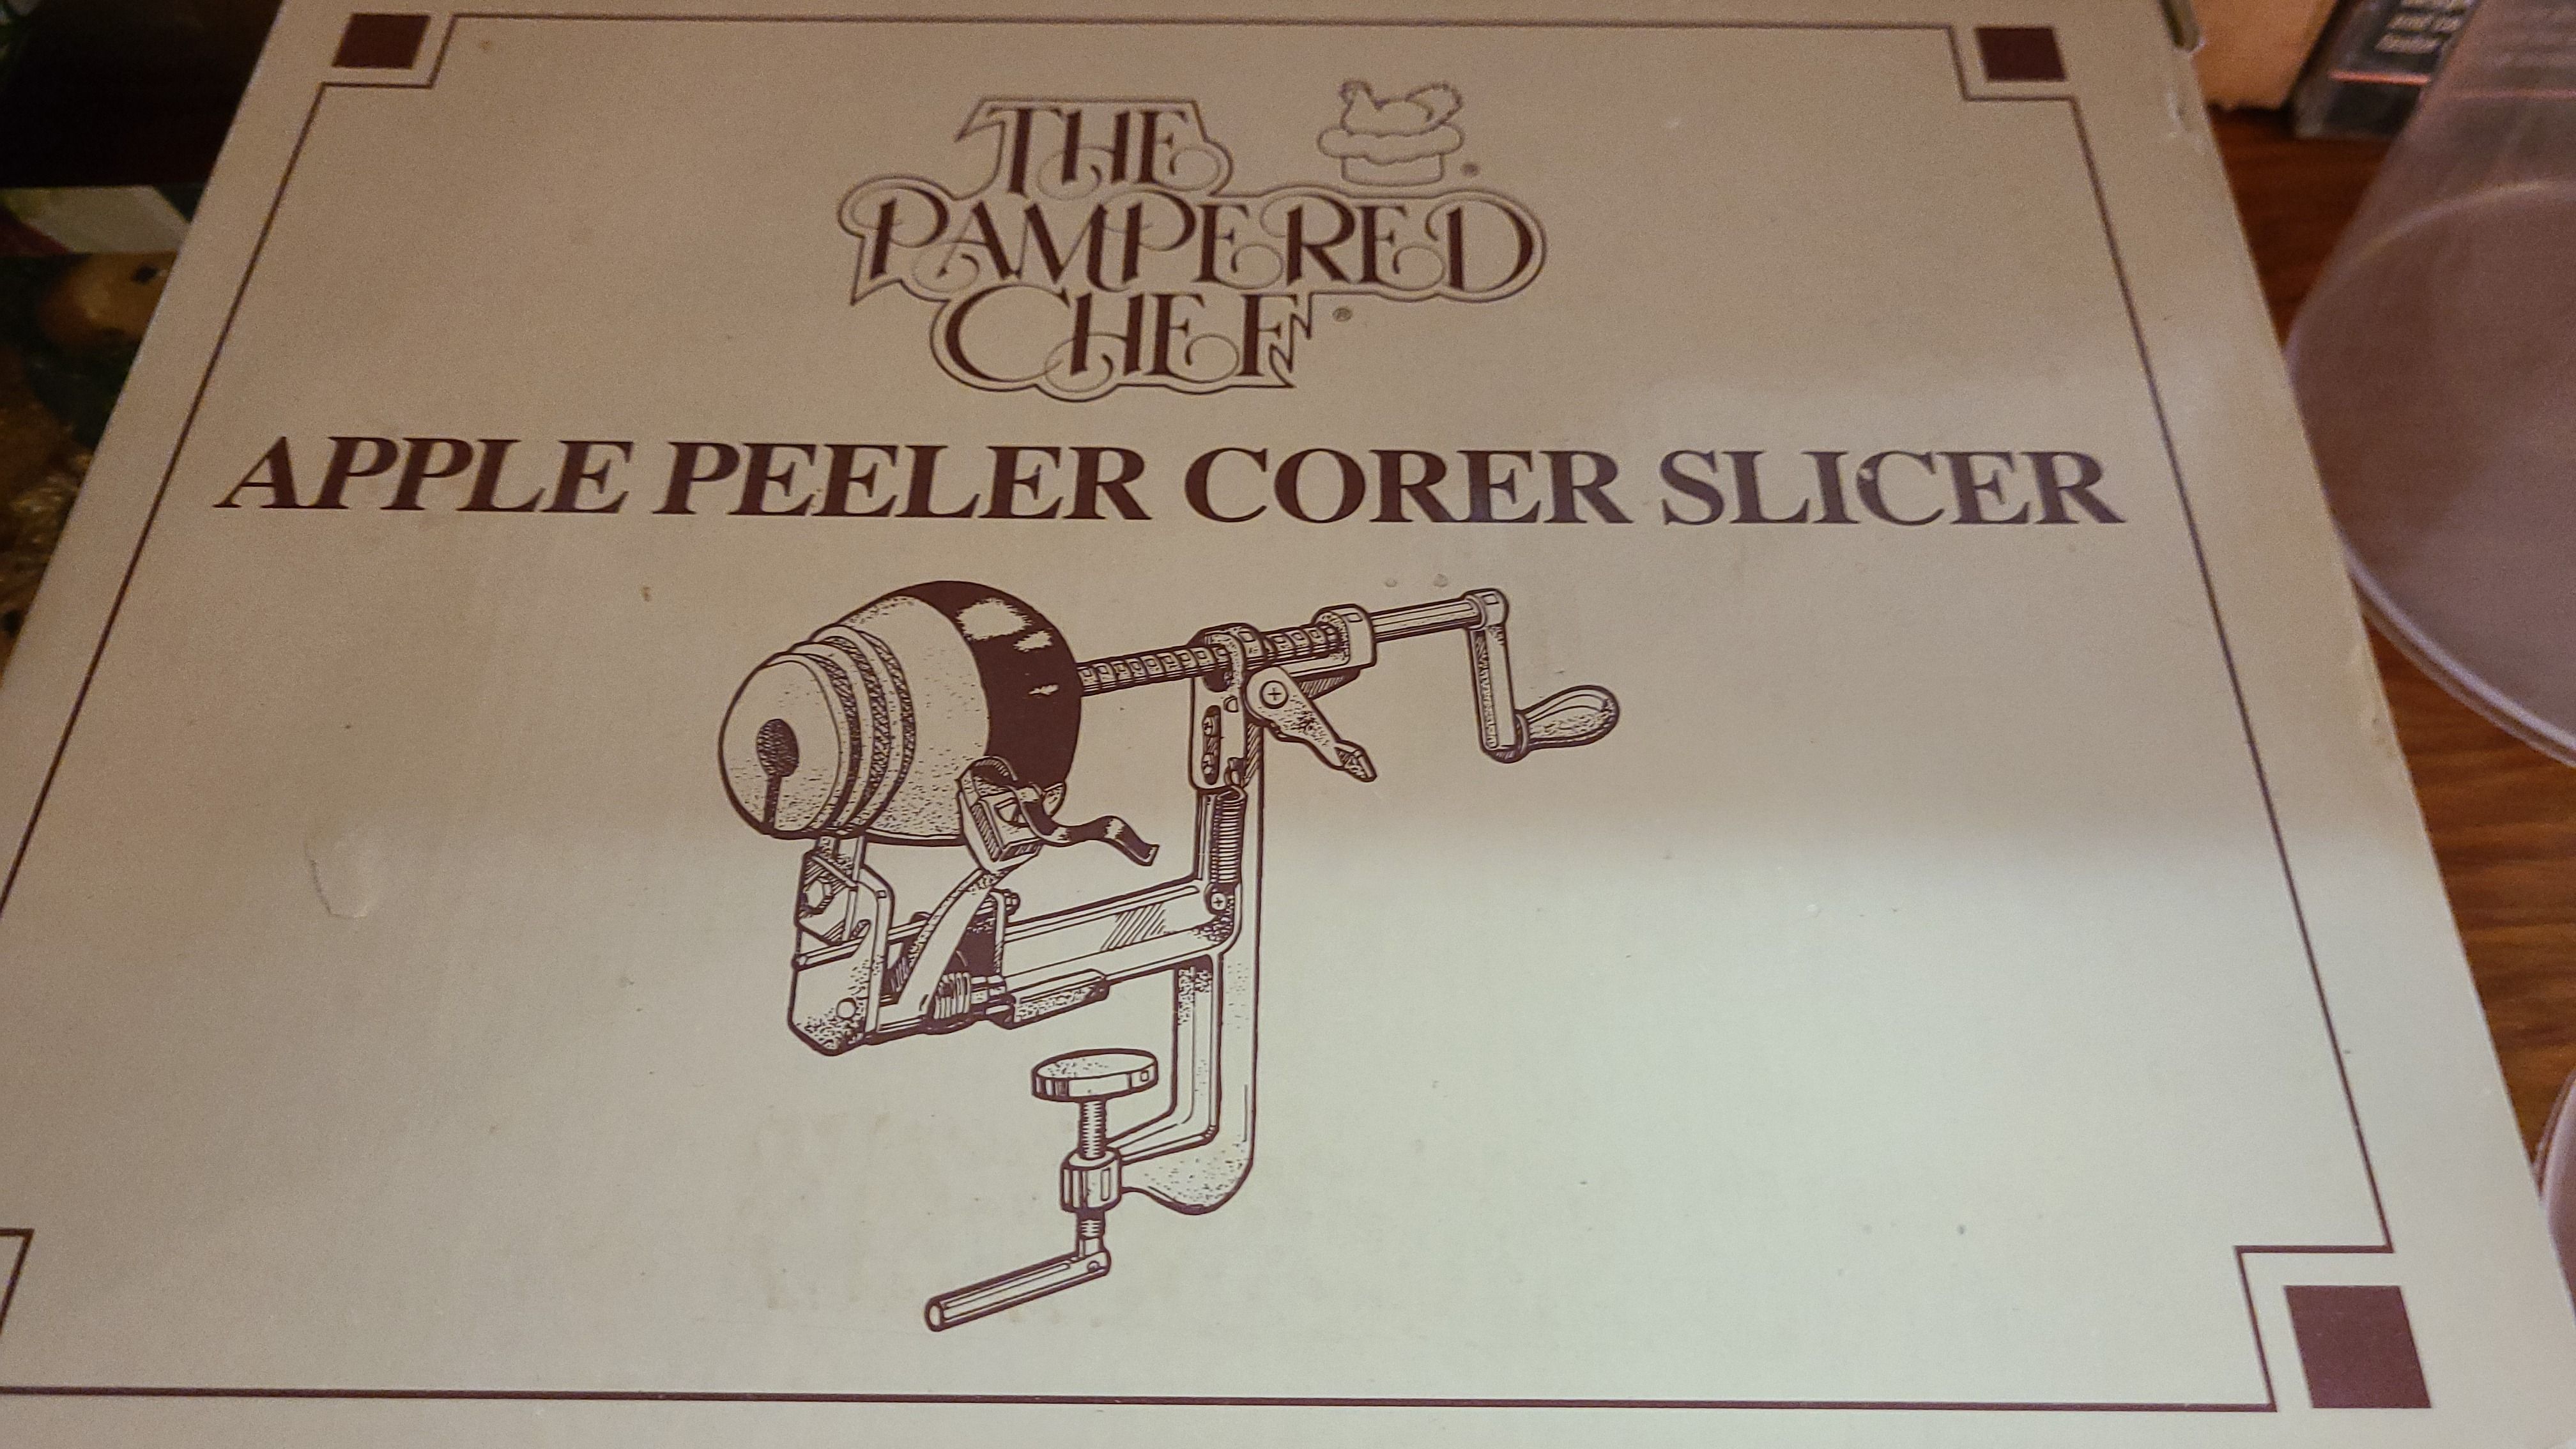 THE
PAMPERED
CHEF®
APPLE PEELER CORER SLICER